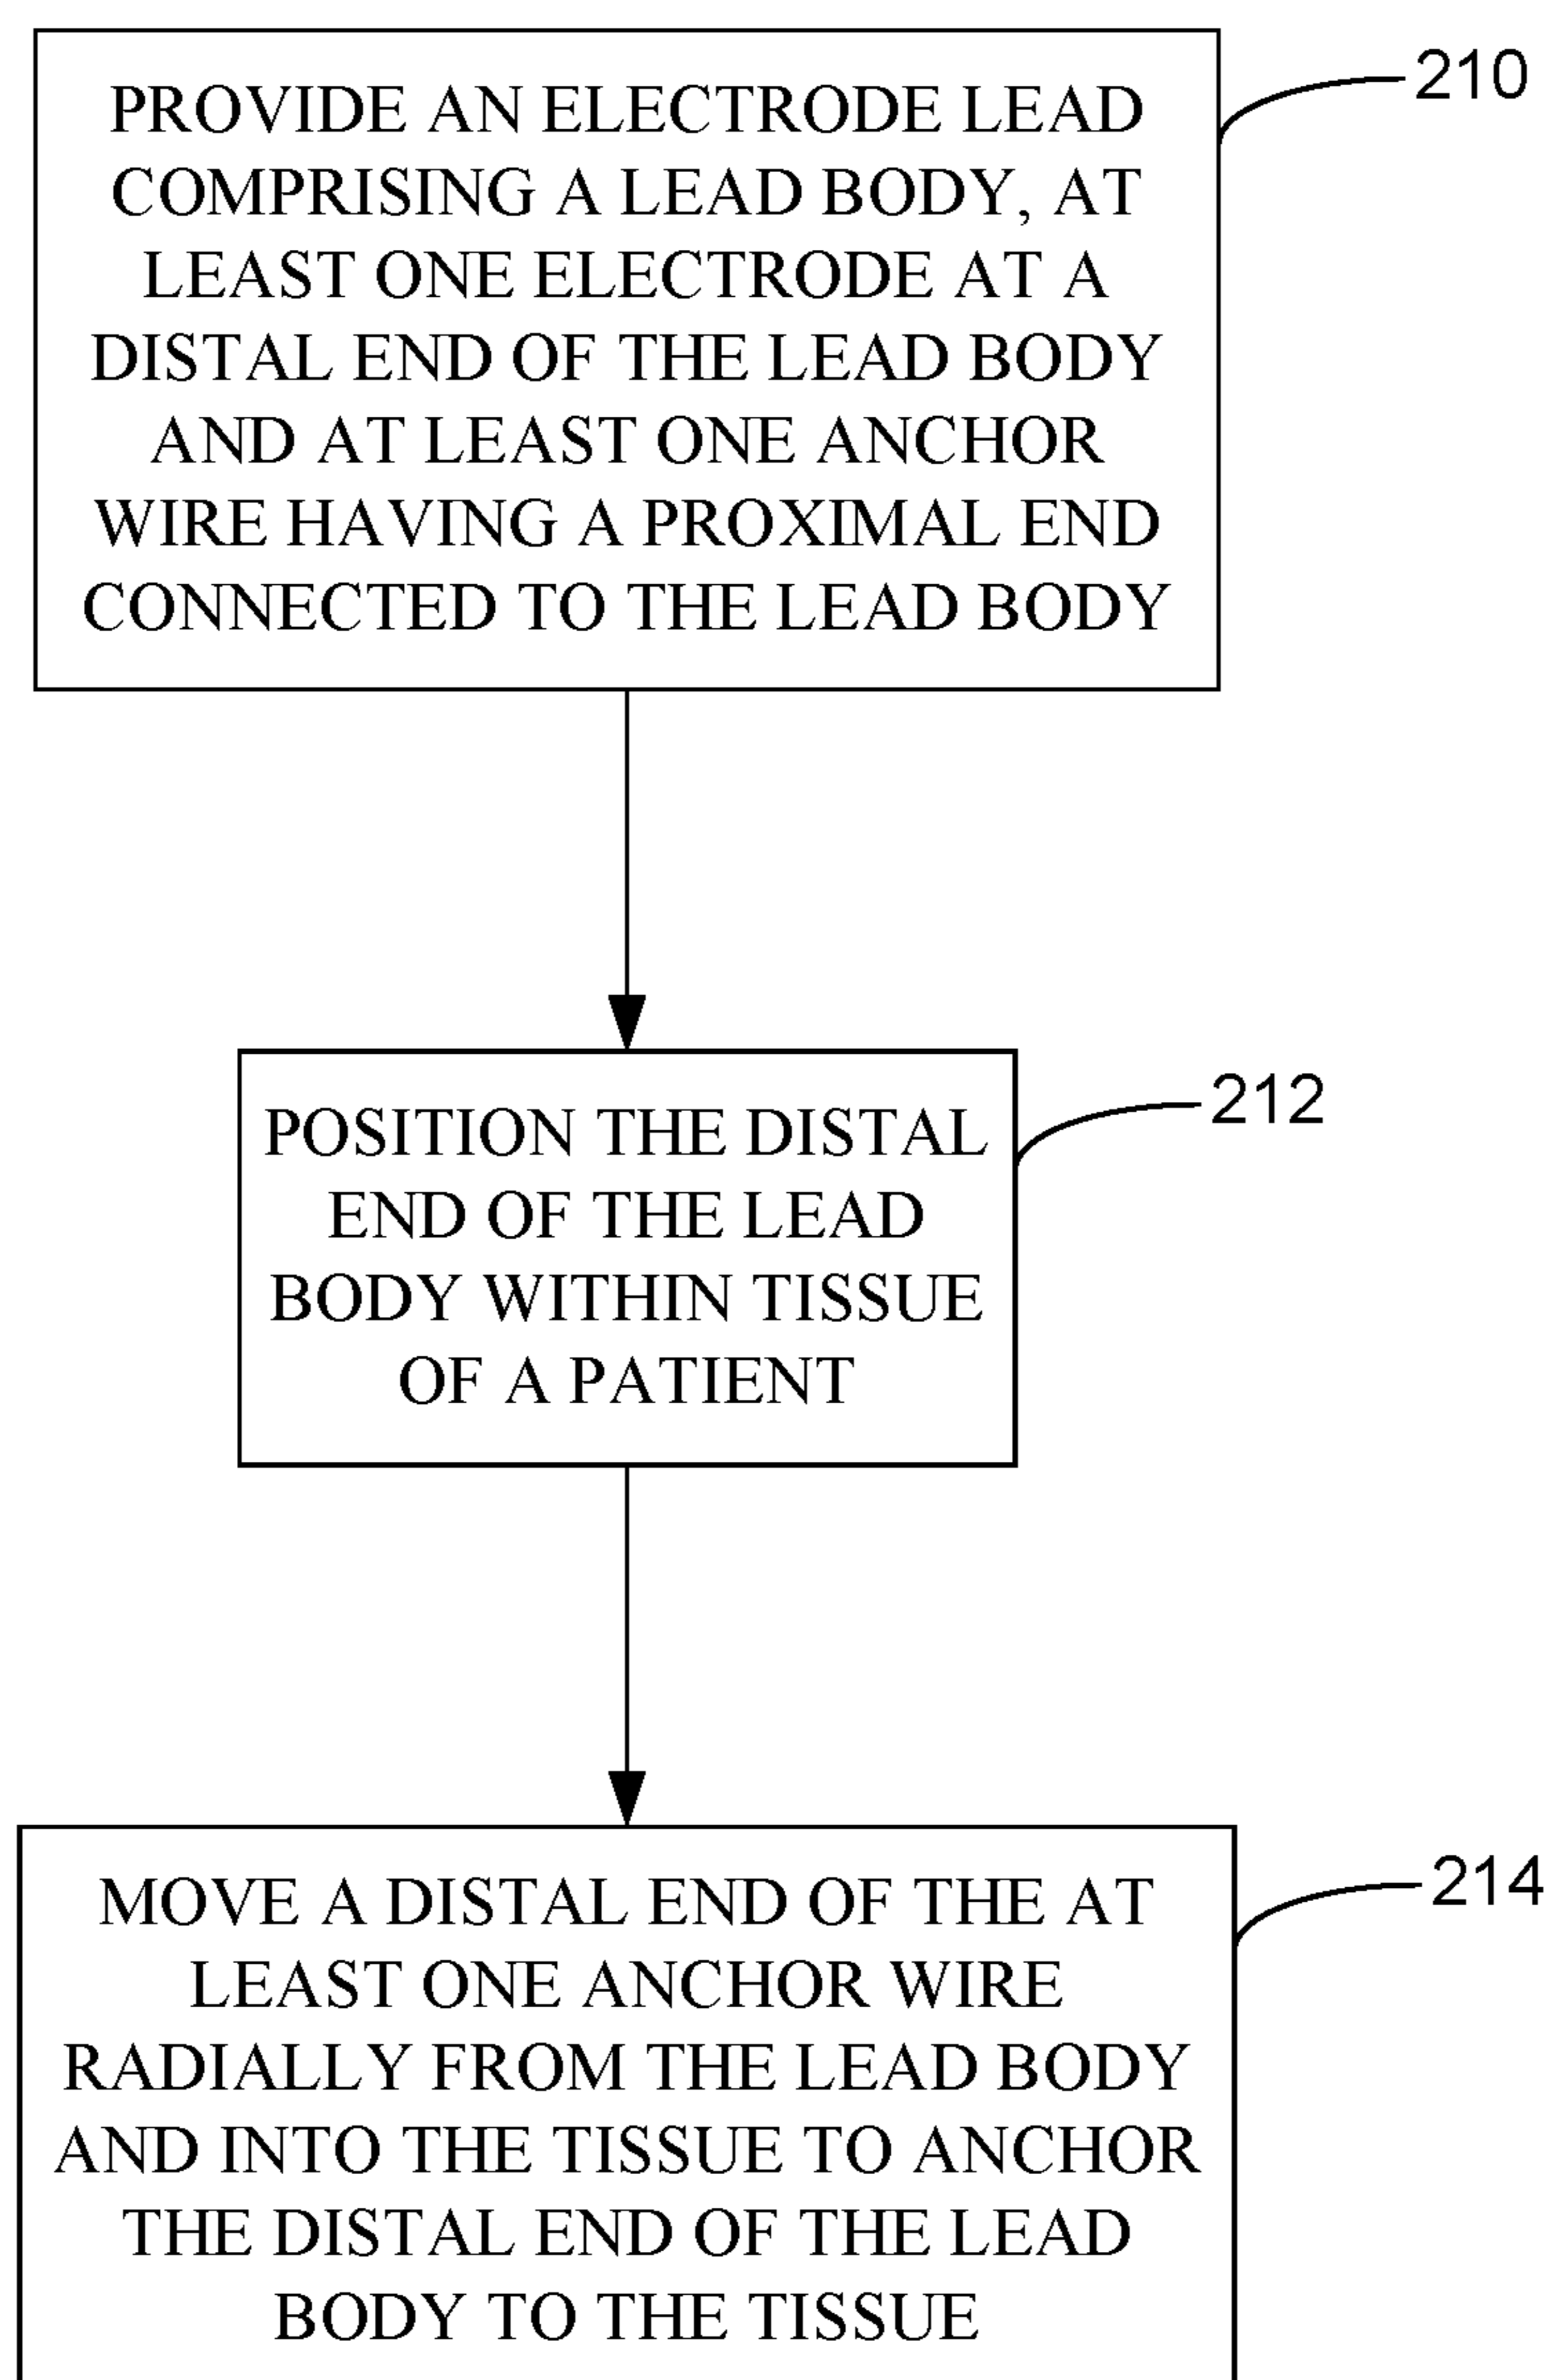 PROVIDE AN ELECTRODE LEAD
COMPRISING A LEAD BODY, AT
LEAST ONE ELECTRODE AT A
DISTAL END OF THE LEAD BODY
AND AT LEAST ONE ANCHOR
WIRE HAVING A PROXIMAL END
CONNECTED TO THE LEAD BODY
210
POSITION THE DISTAL
END OF THE LEAD
BODY WITHIN TISSUE
OF A PATIENT
212
MOVE A DISTAL END OF THE AT
LEAST ONE ANCHOR WIRE
RADIALLY FROM THE LEAD BODY
AND INTO THE TISSUE TO ANCHOR
THE DISTAL END OF THE LEAD
BODY TO THE TISSUE
214